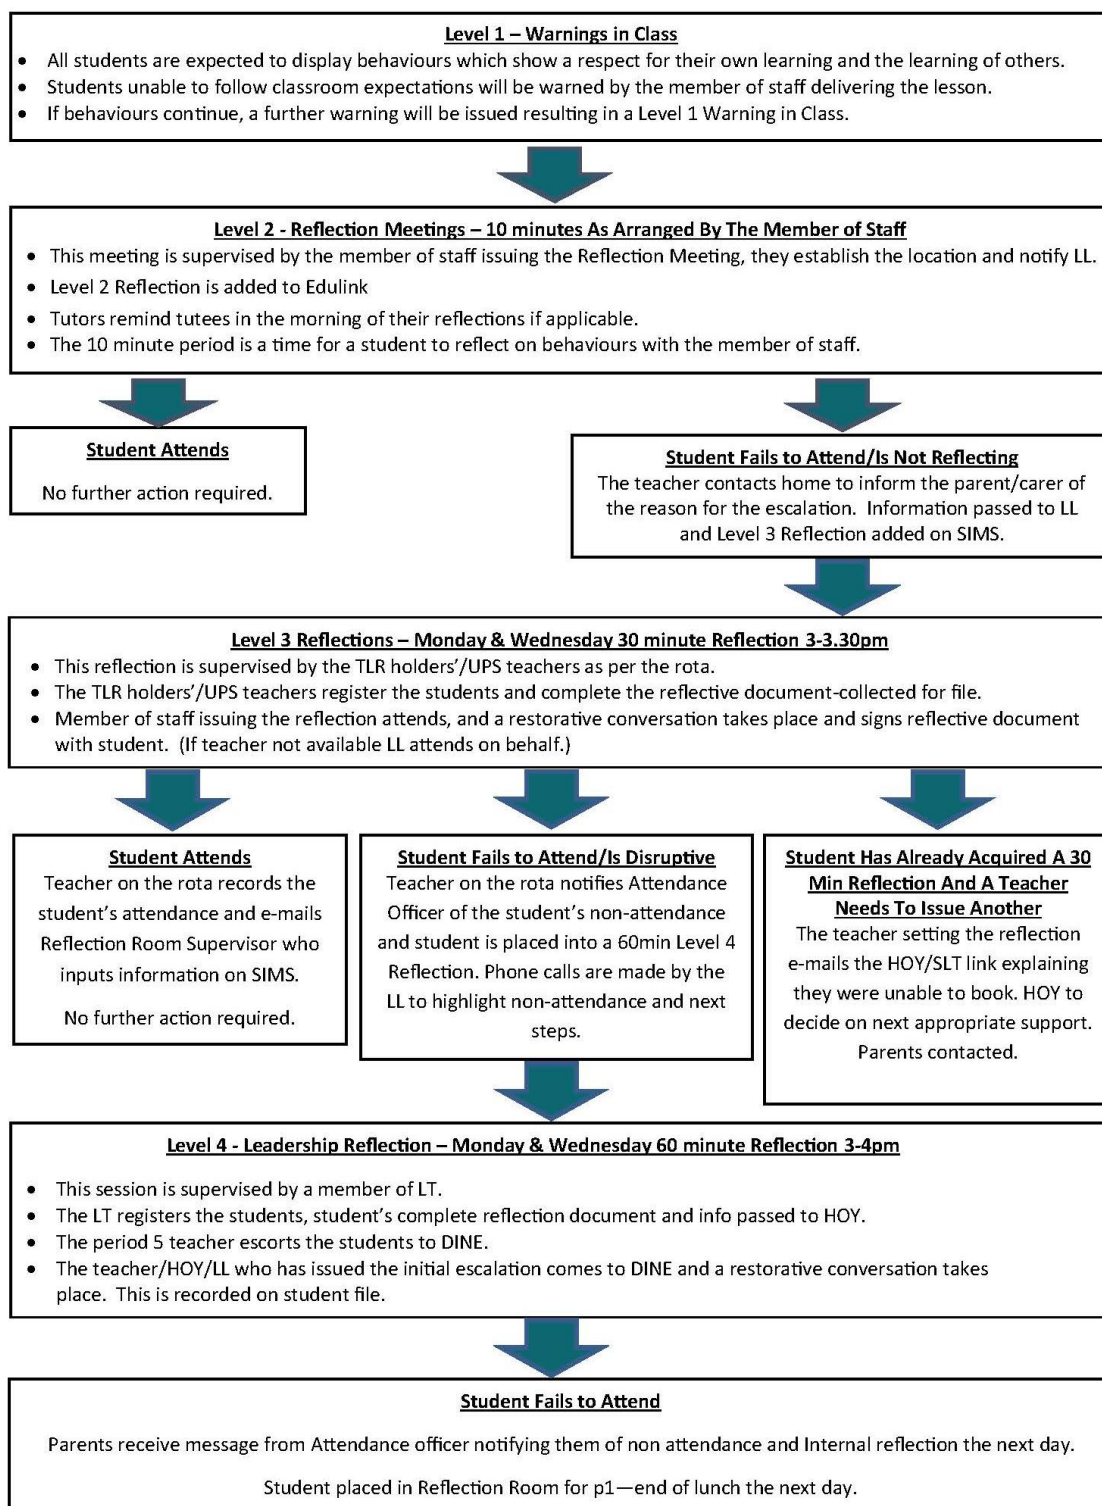 Level 1 – Warnings in Class
• All students are expected to display behaviours which show a respect for their own learning and the learning of others.
• Students unable to follow classroom expectations will be warned by the member of staff delivering the lesson.
• If behaviours continue, a further warning will be issued resulting in a Level 1 Warning in Class.
Level 2 - Reflection Meetings – 10 minutes As Arranged By The Member of Staff
• This meeting is supervised by the member of staff issuing the Reflection Meeting, they establish the location and notify LL.
• Level 2 Reflection is added to Edulink
• Tutors remind tutees in the morning of their reflections if applicable.
• The 10 minute period is a time for a student to reflect on behaviours with the member of staff.
Student Attends
No further action required.
Student Fails to Attend/Is Not Reflecting
The teacher contacts home to inform the parent/carer of
the reason for the escalation. Information passed to LL
and Level 3 Reflection added on SIMS.
Level 3 Reflections – Monday & Wednesday 30 minute Reflection 3-3.30pm
• This reflection is supervised by the TLR holders'/UPS teachers as per the rota.
• The TLR holders'/UPS teachers register the students and complete the reflective document-collected for file.
• Member of staff issuing the reflection attends, and a restorative conversation takes place and signs reflective document
with student. (If teacher not available LL attends on behalf.)
Student Attends
Teacher on the rota records the
student's attendance and e-mails
Reflection Room Supervisor who
inputs information on SIMS.
No further action required.
Student Fails to Attend/Is Disruptive
Teacher on the rota notifies Attendance
Officer of the student's non-attendance
and student is placed into a 60min Level 4
Reflection. Phone calls are made by the
LL to highlight non-attendance and next
steps.
Student Has Already Acquired A 30
Min Reflection And A Teacher
Needs To Issue Another
The teacher setting the reflection
e-mails the HOY/SLT link explaining
they were unable to book. HOY to
decide on next appropriate support.
Parents contacted.
Level 4 - Leadership Reflection – Monday & Wednesday 60 minute Reflection 3-4pm
• This session is supervised by a member of LT.
• The LT registers the students, student's complete reflection document and info passed to HOY.
• The period 5 teacher escorts the students to DINE.
• The teacher/HOY/LL who has issued the initial escalation comes to DINE and a restorative conversation takes
place. This is recorded on student file.
Student Fails to Attend
Parents receive message from Attendance officer notifying them of non attendance and Internal reflection the next day.
Student placed in Reflection Room for p1—end of lunch the next day.